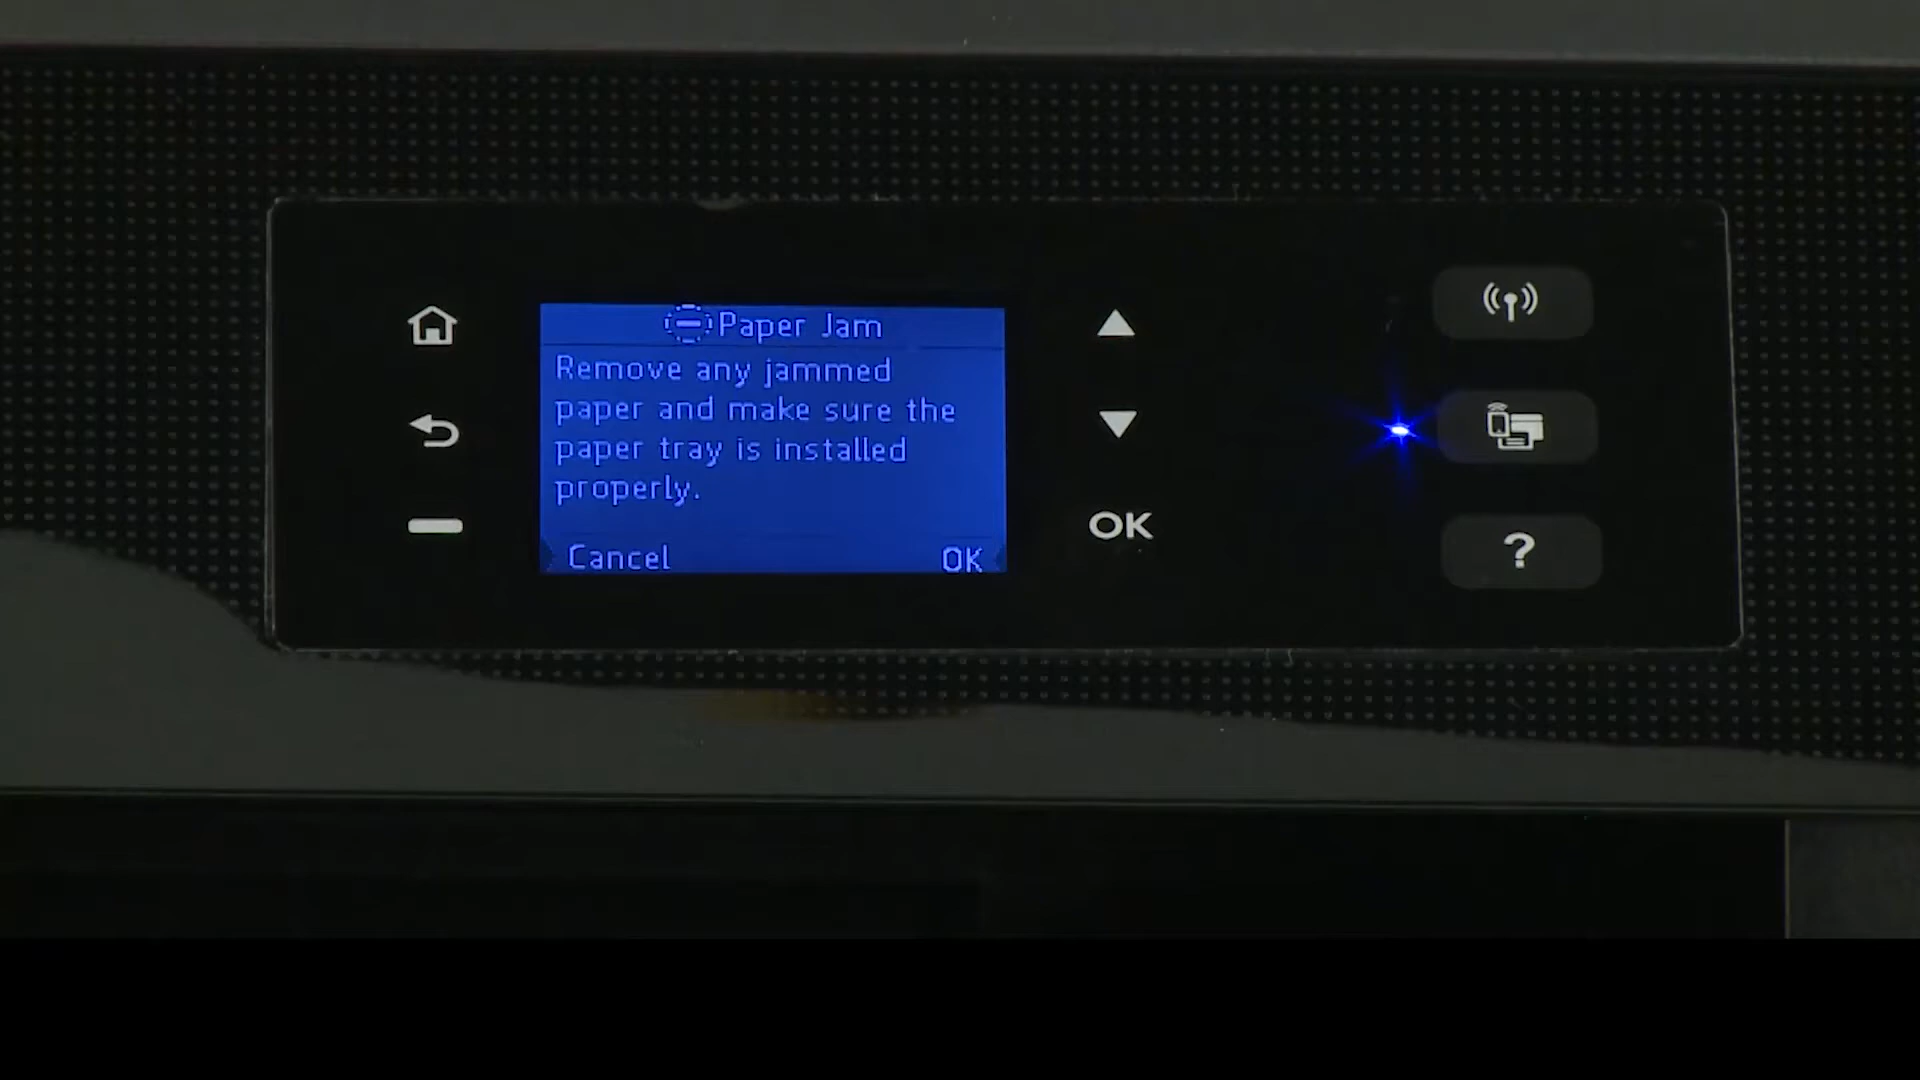 Paper Jam
Remove any jammed
paper and make sure the
paper tray is installed
properly.
Cancel OK
OK
?